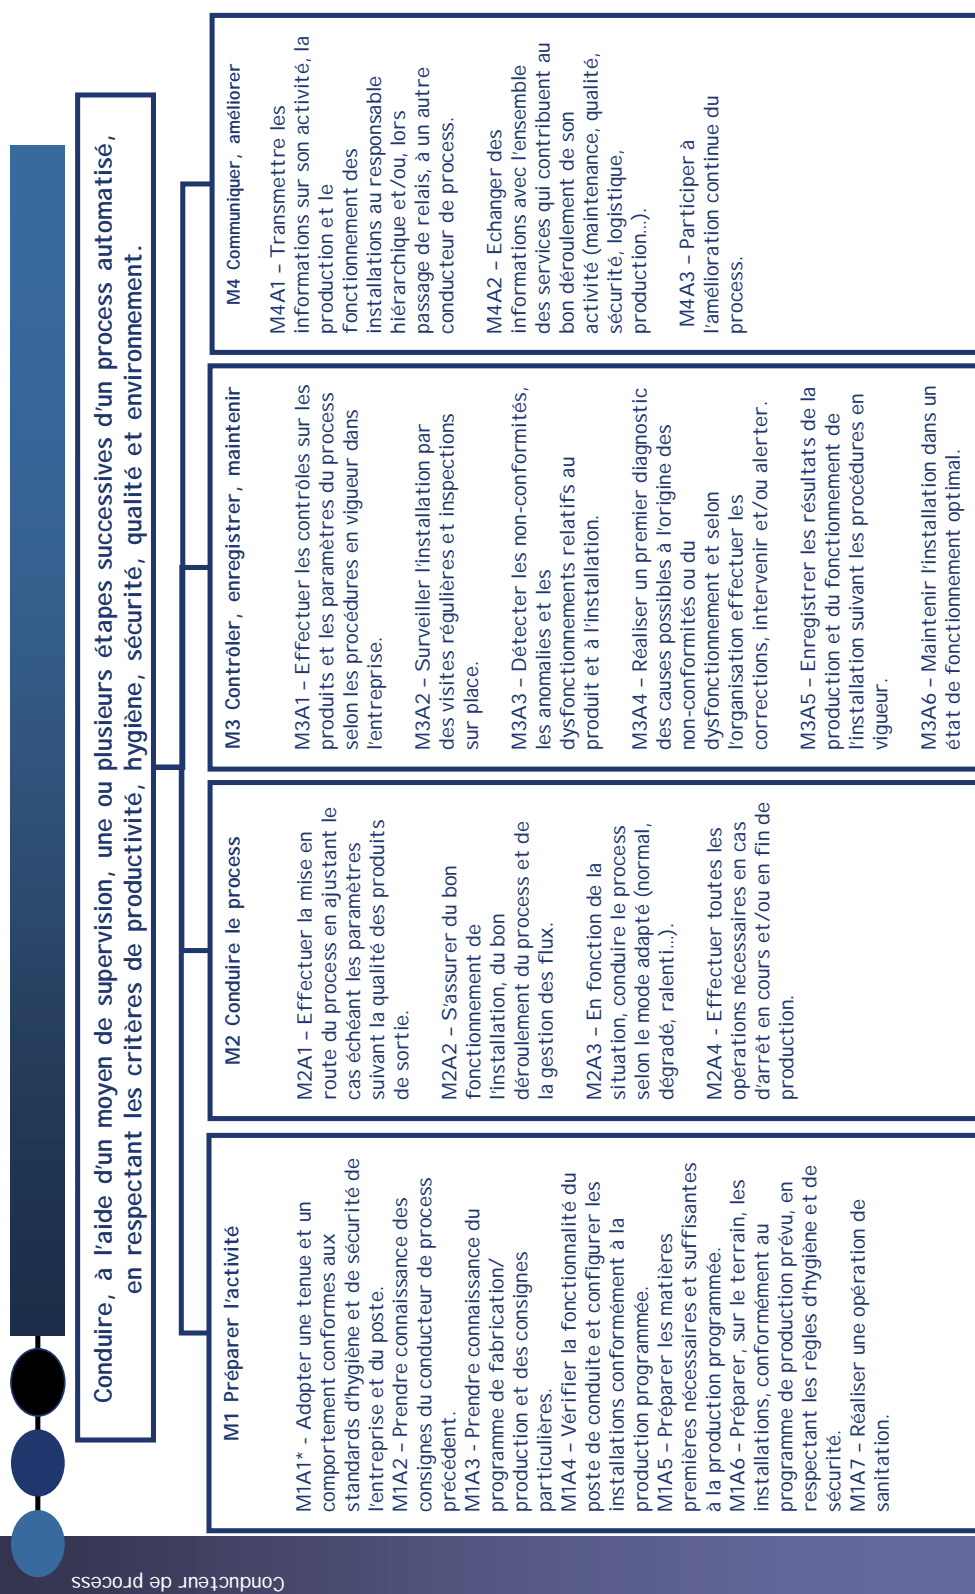 Conducteur de process
Conduire, à l'aide d'un moyen de supervision, une ou plusieurs étapes successives d'un process automatisé,
en respectant les critères de productivité, hygiène, sécurité, qualité et environnement.
M1 Préparer l'activité
M1A1* - Adopter une tenue et un
comportement conformes aux
standards d'hygiène et de sécurité de
l'entreprise et du poste.
M1A2 – Prendre connaissance des
consignes du conducteur de process
précédent.
M1A3 - Prendre connaissance du
programme de fabrication/
production et des consignes
particulières.
M1A4 – Vérifier la fonctionnalité du
poste de conduite et configurer les
installations conformément à la
production programmée.
M1A5 – Préparer les matières
premières nécessaires et suffisantes
à la production programmée.
M1A6 – Préparer, sur le terrain, les
installations, conformément au
programme de production prévu, en
respectant les règles d'hygiène et de
sécurité.
M1A7 – Réaliser une opération de
sanitation.
M2 Conduire le process
M2A1 – Effectuer la mise en
route du process en ajustant le
cas échéant les paramètres
suivant la qualité des produits
de sortie.
M2A2 – S'assurer du bon
fonctionnement de
l'installation, du bon
déroulement du process et de
la gestion des flux.
M2A3 – En fonction de la
situation, conduire le process
selon le mode adapté (normal,
dégradé, ralenti…).
M2A4 - Effectuer toutes les
opérations nécessaires en cas
d'arrêt en cours et/ou en fin de
production.
M3 Contrôler, enregistrer, maintenir
M3A1 – Effectuer les contrôles sur les
produits et les paramètres du process
selon les procédures en vigueur dans
l'entreprise.
M3A2 – Surveiller l'installation par
des visites régulières et inspections
sur place.
M3A3 – Détecter les non-conformités,
les anomalies et les
dysfonctionnements relatifs au
produit et à l'installation.
M3A4 – Réaliser un premier diagnostic
des causes possibles à l'origine des
non-conformités ou du
dysfonctionnement et selon
l'organisation effectuer les
corrections, intervenir et/ou alerter.
M3A5 – Enregistrer les résultats de la
production et du fonctionnement de
l'installation suivant les procédures en
vigueur.
M3A6 – Maintenir l'installation dans un
état de fonctionnement optimal.
M4 Communiquer, améliorer
M4A1 – Transmettre les
informations sur son activité, la
production et le
fonctionnement des
installations au responsable
hiérarchique et/ou, lors
passage de relais, à un autre
conducteur de process.
M4A2 – Echanger des
informations avec l'ensemble
des services qui contribuent au
bon déroulement de son
activité (maintenance, qualité,
sécurité, logistique,
production…).
M4A3 – Participer à
l'amélioration continue du
process.